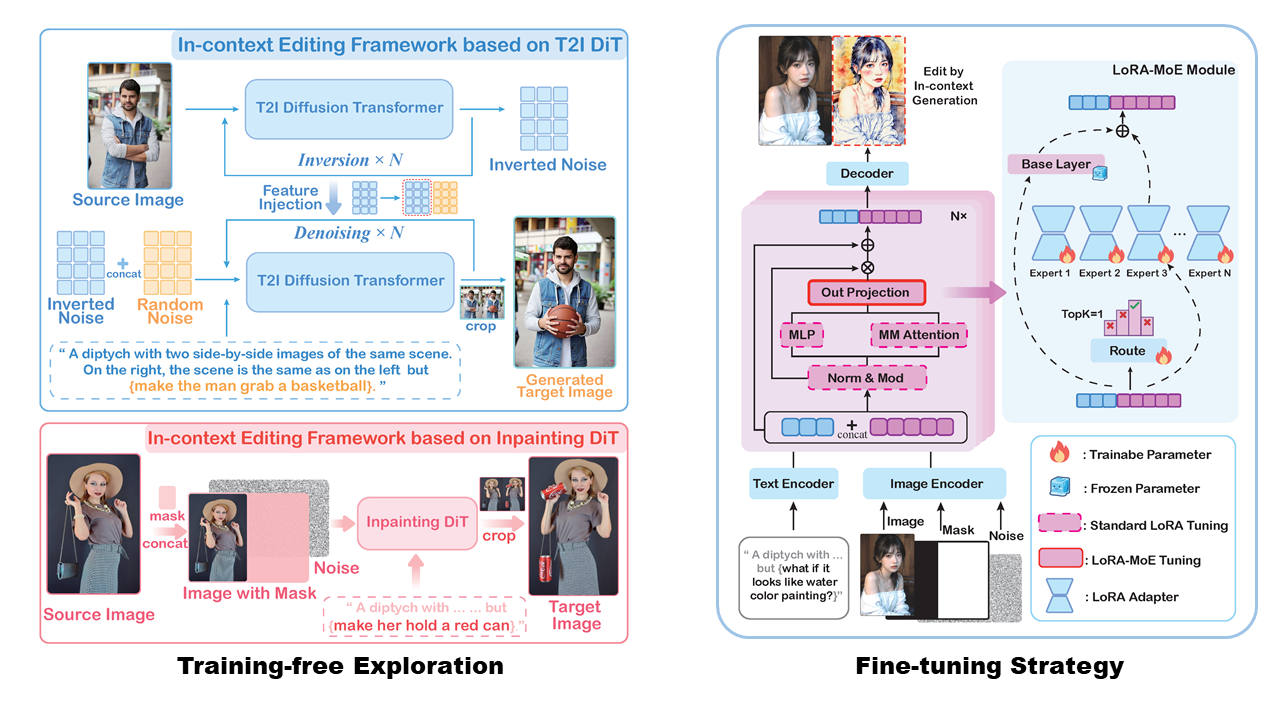 In-context Editing Framework based on T2I DiT
T2I Diffusion Transformer
Inversion × N
Inverted Noise
Source Image
Feature
Injection
Denoising × N
T2I Diffusion Transformer
+
concat
Inverted
Noise
Random
Noise
crop
“ A diptych with two side-by-side images of the same scene.
On the right, the scene is the same as on the left but
{make the man grab a basketball}. ”
Generated
Target Image
In-context Editing Framework based on Inpainting DiT
mask
concat
Inpainting DiT
crop
Noise
Image with Mask
Source Image
“ A diptych with ... ... but
{make her hold a red can}.”
Target
Image
Training-free Exploration
Edit by
In-context
Generation
Decoder
N×
Out Projection
MLP
MM Attention
Norm & Mod
+
concat
Text Encoder
Image Encoder
Image
Mask
Noise
“ A diptych with ...
but {what if it
looks like water
color painting?}”
LoRA-MoE Module
Base Layer
...
Expert 1
Expert 2
Expert 3
Expert N
TopK=1
Route
: Trainabe Parameter
: Frozen Parameter
: Standard LoRA Tuning
: LoRA-MoE Tuning
: LoRA Adapter
Fine-tuning Strategy